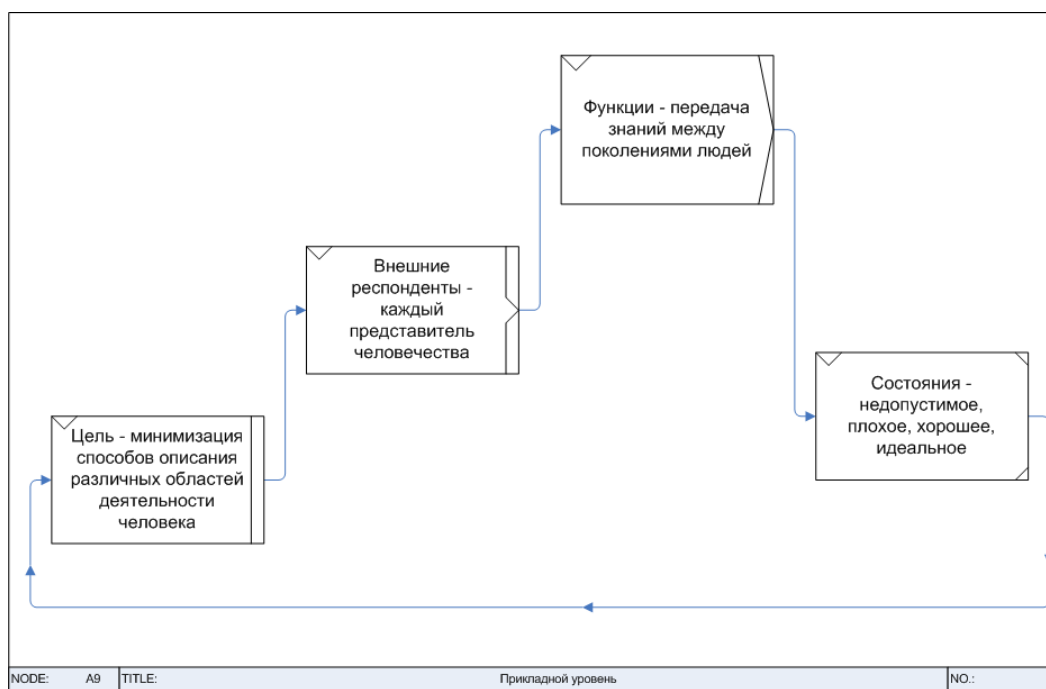 Функции - передача
знаний между
поколениями людей
Внешние
респонденты -
каждый
представитель
человечества
Состояния -
недопустимое,
плохое, хорошее,
идеальное
Цель - минимизация
способов описания
различных областей
деятельности
человека
NODE: A9 TITLE: Прикладной уровень NO.: